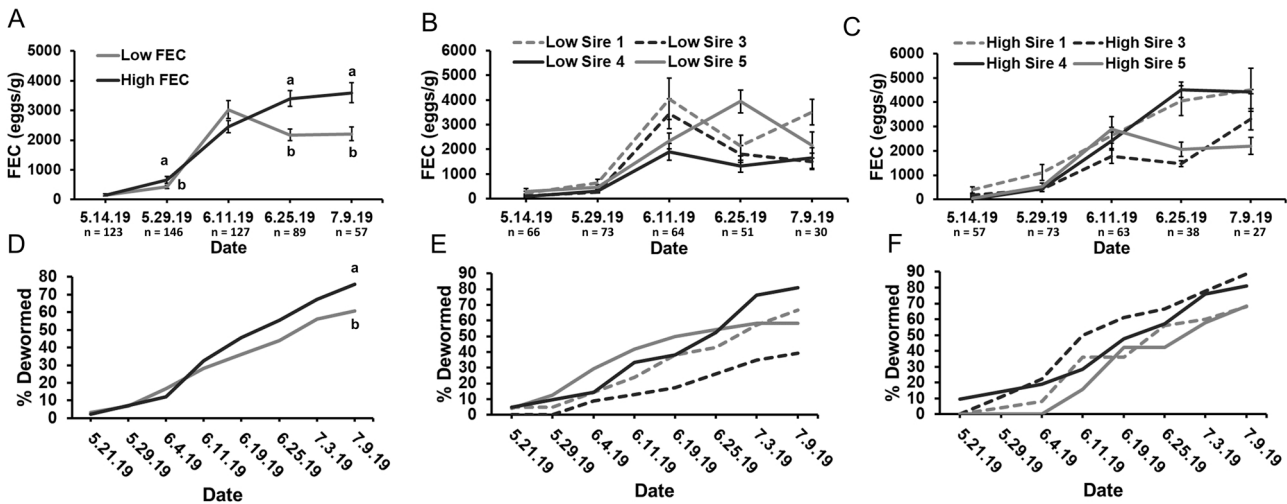 A
Low FEC
High FEC
FEC (eggs/g)
5000
4000
3000
2000
1000
0
a
b
a
b
a
b
5.14.19 5.29.19 6.11.19 6.25.19 7.9.19
n = 123 n = 146 n = 127 n = 89 n = 57
Date
B
Low Sire 1 Low Sire 3
Low Sire 4 Low Sire 5
FEC (eggs/g)
6000
5000
4000
3000
2000
1000
0
5.14.19 5.29.19 6.11.19 6.25.19 7.9.19
n = 66 n = 73 n = 64 n = 51 n = 30
Date
C
High Sire 1 High Sire 3
High Sire 4 High Sire 5
FEC (eggs/g)
6000
5000
4000
3000
2000
1000
0
5.14.19 5.29.19 6.11.19 6.25.19 7.9.19
n = 57 n = 73 n = 63 n = 38 n = 27
Date
D
% Dewormed
80
70
60
50
40
30
20
10
0
a
b
5.21.19 5.29.19 6.4.19 6.11.19 6.19.19 6.25.19 7.3.19 7.9.19
Date
E
% Dewormed
90
80
70
60
50
40
30
20
10
0
5.21.19 5.29.19 6.4.19 6.11.19 6.19.19 6.25.19 7.3.19 7.9.19
Date
F
% Dewormed
90
80
70
60
50
40
30
20
10
0
5.21.19 5.29.19 6.4.19 6.11.19 6.19.19 6.25.19 7.3.19 7.9.19
Date